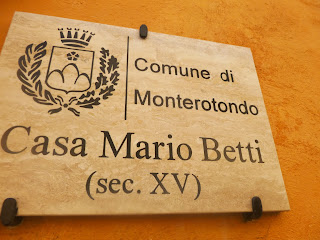 Comune di
Monterotondo
Casa Mario Betti
(sec. XV)